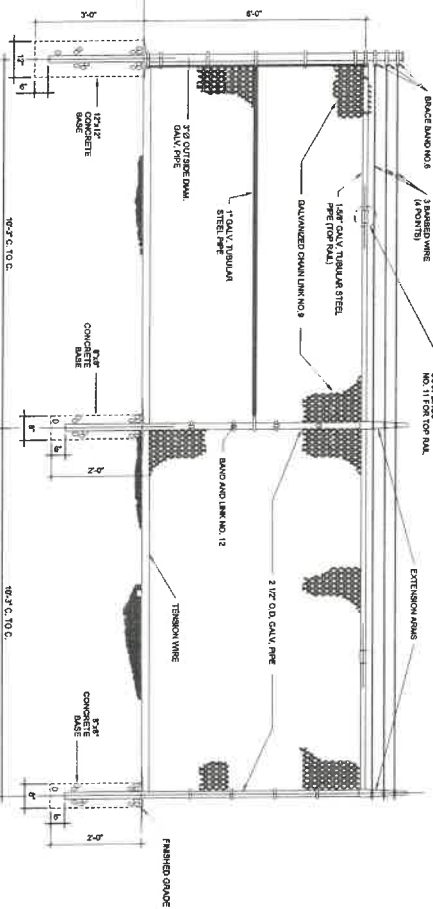 BRACE BAND NO.6
3 BARBED WIRE
(4 POINTS)
NO. 11 FOR TOP RAIL
EXTENSION ARMS
6'-0"
1-5/8" GALV. TUBULAR STEEL
PIPE (TOP RAIL)
GALVANIZED CHAIN LINK NO.9
2 1/2" O.D. GALV. PIPE
1" GALV. TUBULAR
STEEL PIPE
BAND AND LINK NO. 12
3"Ø OUTSIDE DIAM.
GALV. PIPE
TENSION WIRE
FINISHED GRADE
3'-0"
12"x12"
CONCRETE
BASE
8"x8"
CONCRETE
BASE
2'-0"
8"x8"
CONCRETE
BASE
2'-0"
6"
6"
6"
12"
8"
8"
10'-3" C. TO C.
10'-3" C. TO C.